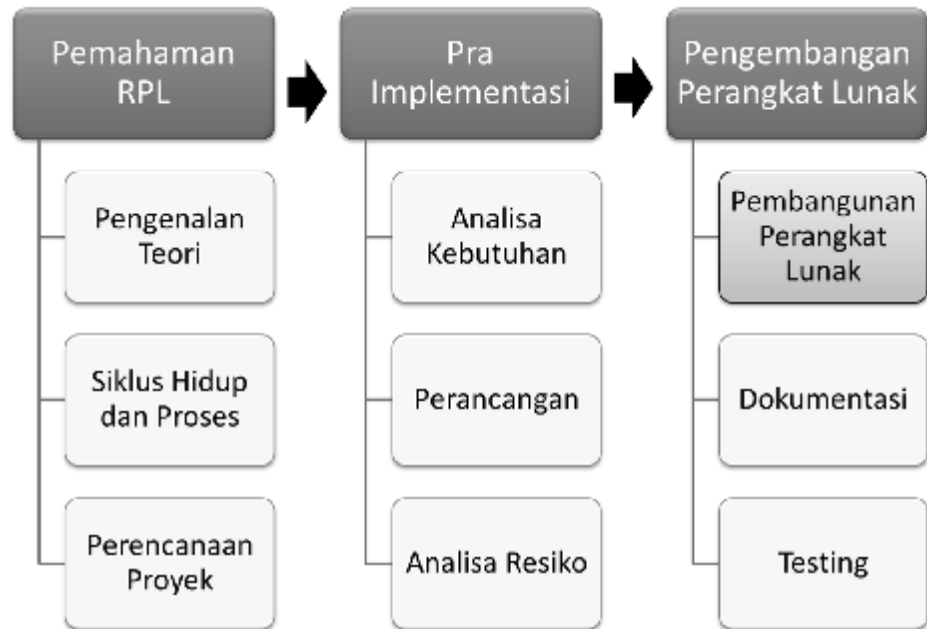 Pemahaman
RPL
Pengenalan
Teori
Siklus Hidup
dan Proses
Perencanaan
Proyek
Pra
Implementasi
Analisa
Kebutuhan
Perancangan
Analisa Resiko
Pengembangan
Perangkat Lunak
Pembangunan
Perangkat
Lunak
Dokumentasi
Testing